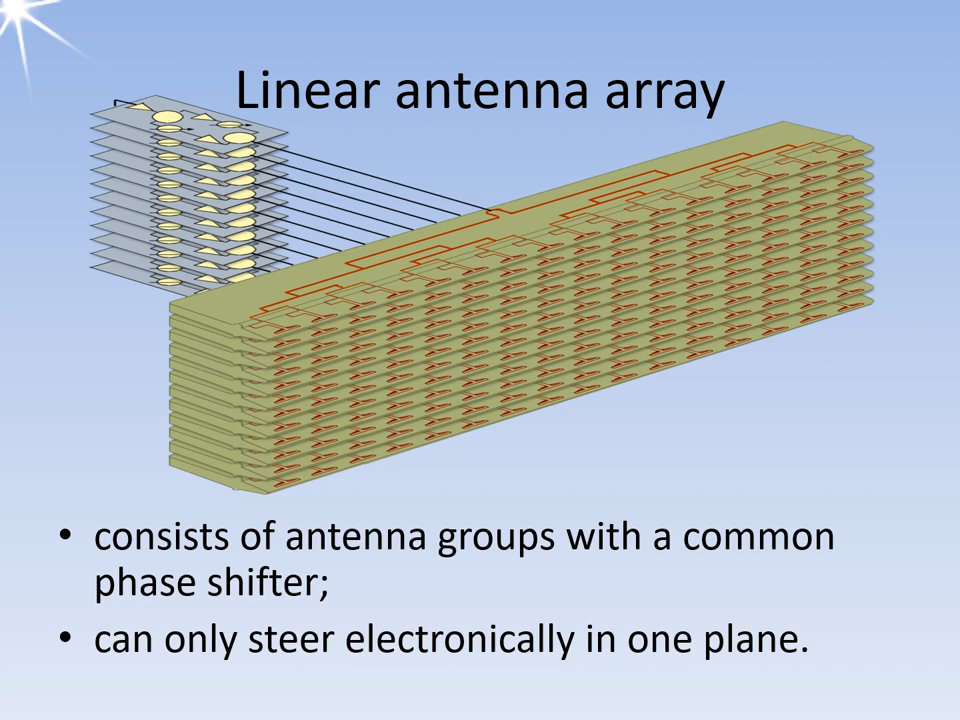 Linear antenna array
• consists of antenna groups with a common
phase shifter;
• can only steer electronically in one plane.